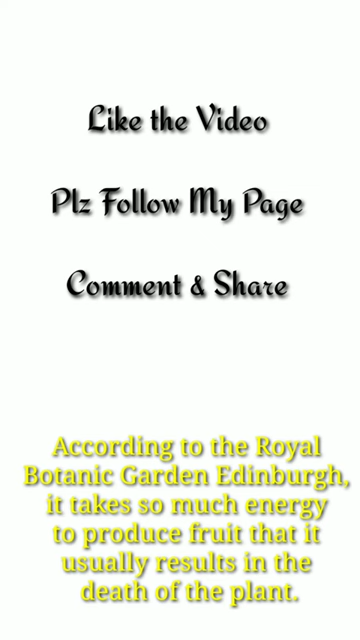 Like the Video
Plz Follow My Page
Comment & Share
According to the Royal
Botanic Garden Edinburgh,
it takes so much energy
to produce fruit that it
usually results in the
death of the plant.